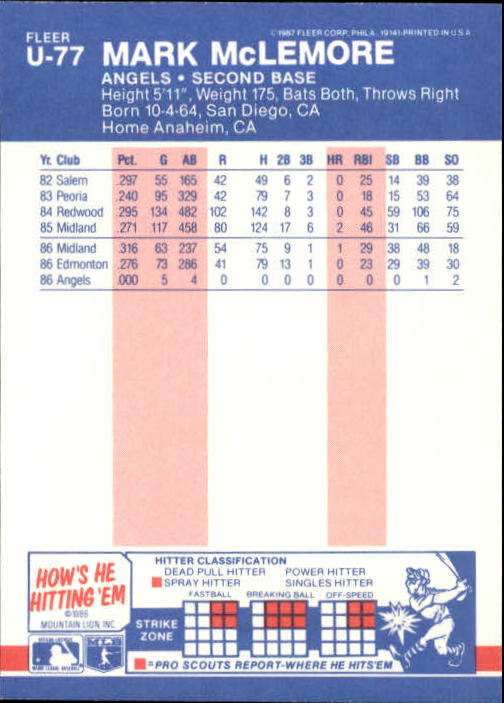 FLEER
U-77 MARK McLEMORE
©1987 FLEER CORP., PHILA. 19141-PRINTED IN U.S.A.
ANGELS • SECOND BASE
Height 5'11", Weight 175, Bats Both, Throws Right
Born 10-4-64, San Diego, CA
Home Anaheim, CA
Yr. Club Pct. G AB R H 2B 3B HR RBI SB BB SO
82 Salem .297 55 165 42 49 6 2 0 25 14 39 38
83 Peoria .240 95 329 42 79 7 3 0 18 15 53 64
84 Redwood .295 134 482 102 142 8 3 0 45 59 106 75
85 Midland .271 117 458 80 124 17 6 2 46 31 66 59
86 Midland .316 63 237 54 75 9 1 1 29 38 48 18
86 Edmonton .276 73 286 41 79 13 1 0 23 29 39 30
86 Angels .000 5 4 0 0 0 0 0 0 0 1 2
HOW'S HE
HITTING 'EM
©1986
MOUNTAIN LION INC.
HITTER CLASSIFICATION
DEAD PULL HITTER POWER HITTER
SPRAY HITTER SINGLES HITTER
FASTBALL BREAKING BALL OFF-SPEED
STRIKE
ZONE
=PRO SCOUTS REPORT-WHERE HE HITS 'EM